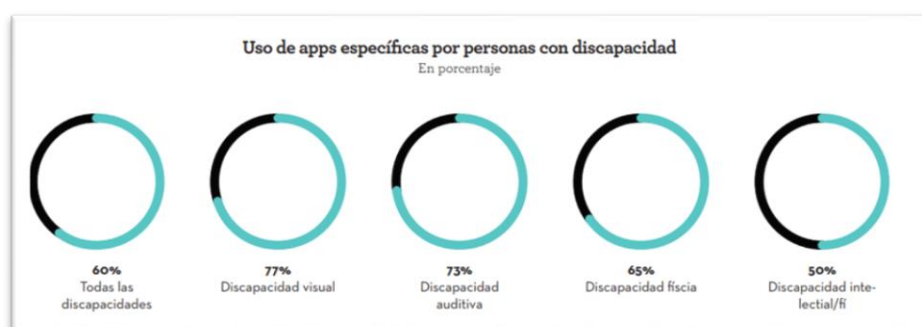 Uso de apps específicas por personas con discapacidad
En porcentaje
60%
Todas las
discapacidades
77%
Discapacidad visual
73%
Discapacidad
auditiva
65%
Discapacidad físcia
50%
Discapacidad inte-
lectial/fí